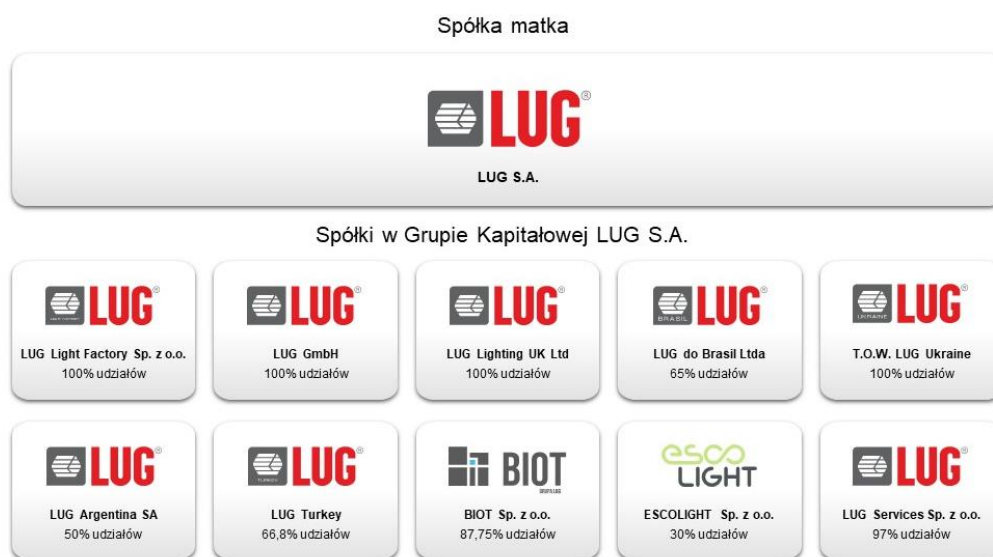 Spółka matka
LUG®
LUG S.A.
Spółki w Grupie Kapitałowej LUG S.A.
LUG® LUG® LUG® BRASIL LUG® UKRAINE LUG®
LUG Light Factory Sp. z o.o. LUG GmbH LUG Lighting UK Ltd LUG do Brasil Ltda T.O.W. LUG Ukraine
100% udziałów 100% udziałów 100% udziałów 65% udziałów 100% udziałów
LUG® TURKEY LUG® BIOT esco LIGHT LUG®
LUG Argentina SA LUG Turkey BIOT Sp. z o.o. ESCOLIGHT Sp. z o.o. LUG Services Sp. z o.o.
50% udziałów 66,8% udziałów 87,75% udziałów 30% udziałów 97% udziałów